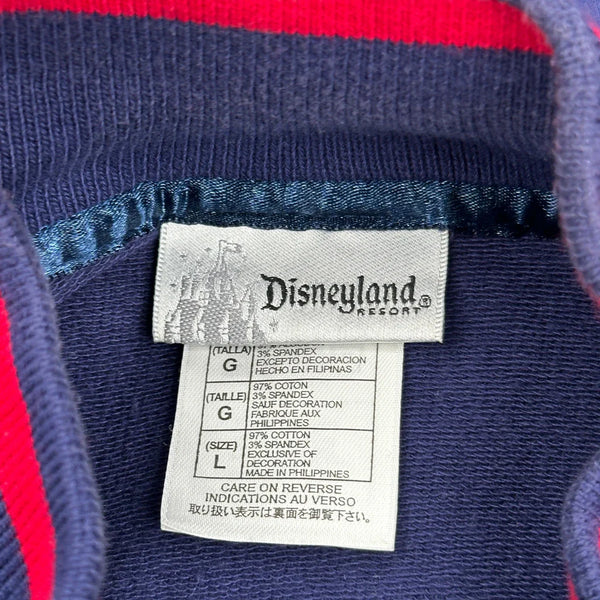 Disneyland®
RESORT
(TALLA)
G
3% SPANDEX
EXCEPTO DECORACION
HECHO EN FILIPINAS
(TAILLE)
G
97% COTON
3% SPANDEX
SAUF DECORATION
FABRIQUE AUX
PHILIPPINES
(SIZE)
L
97% COTTON
3% SPANDEX
EXCLUSIVE OF
DECORATION
MADE IN PHILIPPINES
CARE ON REVERSE
INDICATIONS AU VERSO
取り扱い表示は裏面を御覧下さい